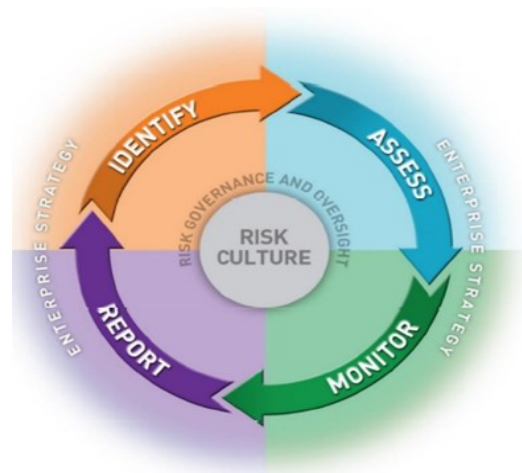 IDENTIFY
ASSESS
ENTERPRISE STRATEGY
ENTERPRISE STRATEGY
RISK GOVERNANCE AND OVERSIGHT
RISK
CULTURE
REPORT
MONITOR